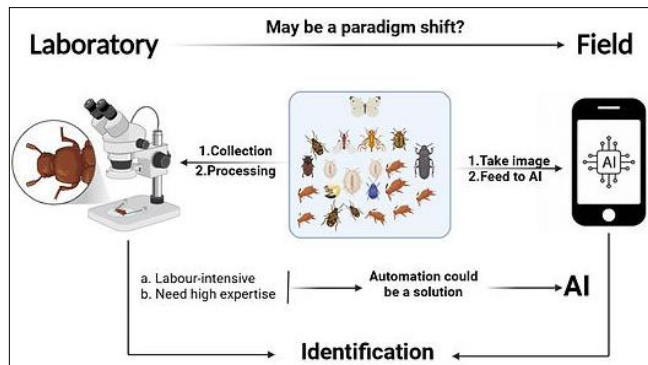 May be a paradigm shift?
Laboratory
Field
1.Collection
2.Processing
1.Take image
2.Feed to AI
AI
a. Labour-intensive
b. Need high expertise
Automation could
be a solution
AI
Identification